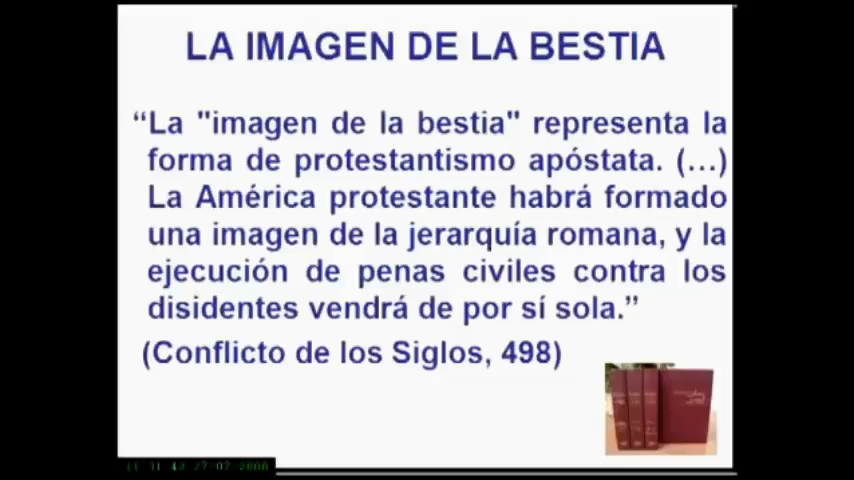 LA IMAGEN DE LA BESTIA
“La "imagen de la bestia" representa la
forma de protestantismo apóstata. (…)
La América protestante habrá formado
una imagen de la jerarquía romana, y la
ejecución de penas civiles contra los
disidentes vendrá de por sí sola.”
(Conflicto de los Siglos, 498)